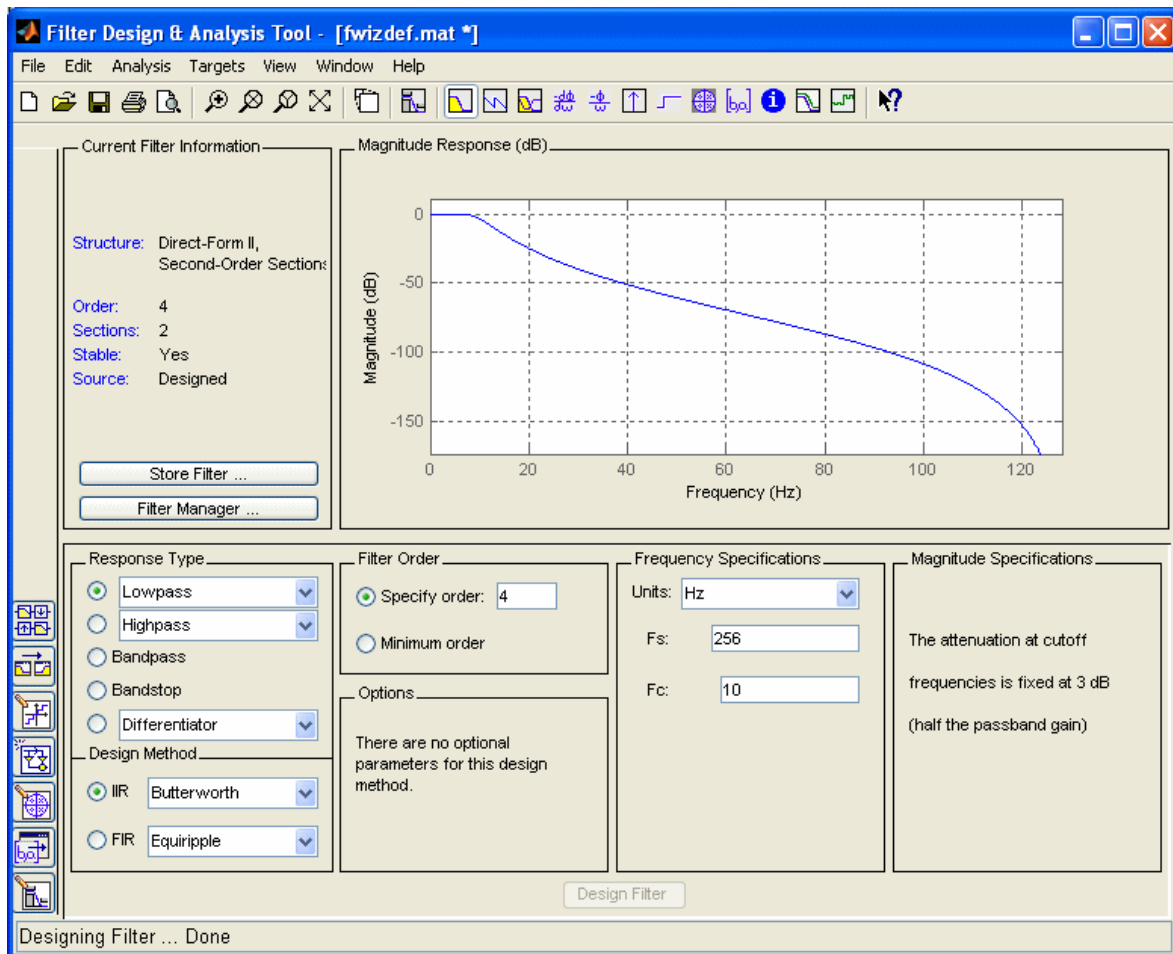 Filter Design & Analysis Tool - [fwizdef.mat *]
File Edit Analysis Targets View Window Help
Current Filter Information
Structure: Direct-Form II,
Second-Order Sections
Order: 4
Sections: 2
Stable: Yes
Source: Designed
Store Filter ...
Filter Manager ...
Magnitude Response (dB)
Magnitude (dB)
0
-50
-100
-150
0 20 40 60 80 100 120
Frequency (Hz)
Response Type
Lowpass
Highpass
Bandpass
Bandstop
Differentiator
Design Method
IIR Butterworth
FIR Equiripple
Filter Order
Specify order: 4
Minimum order
Options
There are no optional
parameters for this design
method.
Frequency Specifications
Units: Hz
Fs: 256
Fc: 10
Magnitude Specifications
The attenuation at cutoff
frequencies is fixed at 3 dB
(half the passband gain)
Design Filter
Designing Filter ... Done